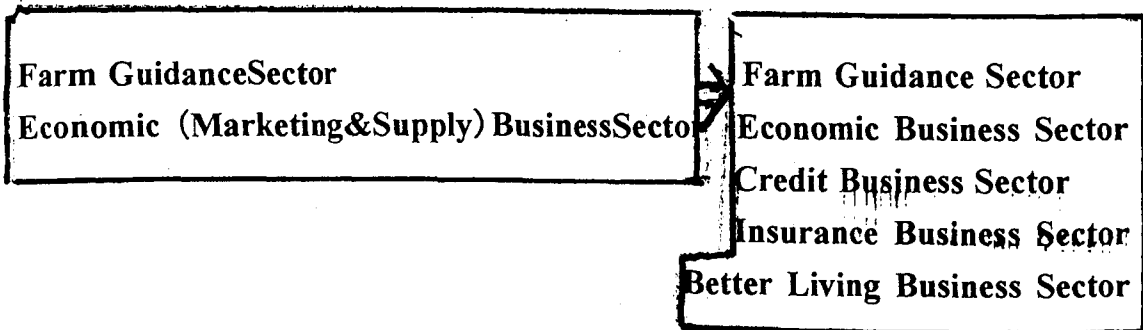 Farm GuidanceSector
Economic (Marketing&Supply) BusinessSector
Farm Guidance Sector
Economic Business Sector
Credit Business Sector
Insurance Business Sector
Better Living Business Sector